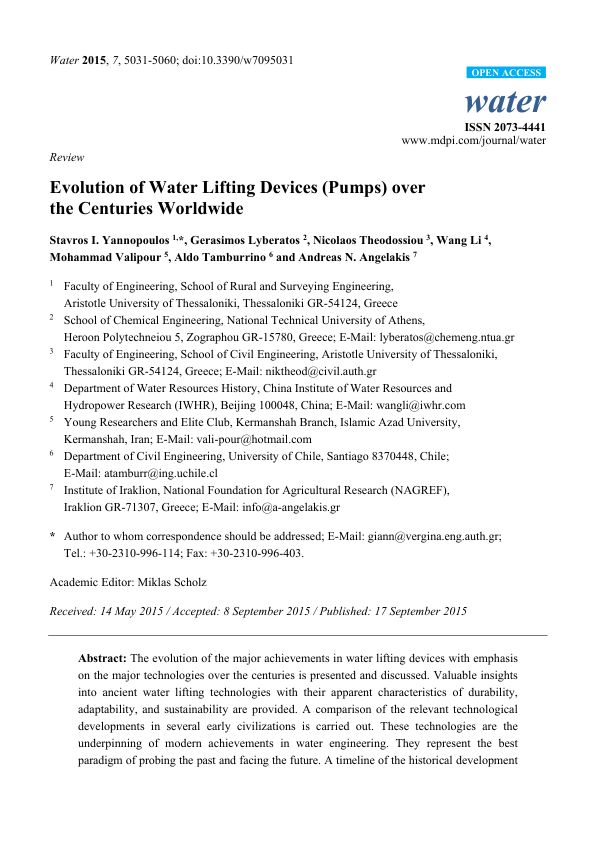 Water 2015, 7, 5031-5060; doi:10.3390/w7095031
OPEN ACCESS
water
ISSN 2073-4441
www.mdpi.com/journal/water
Review
Evolution of Water Lifting Devices (Pumps) over
the Centuries Worldwide
Stavros I. Yannopoulos 1,*, Gerasimos Lyberatos 2, Nicolaos Theodossiou 3, Wang Li 4,
Mohammad Valipour 5, Aldo Tamburrino 6 and Andreas N. Angelakis 7
1 Faculty of Engineering, School of Rural and Surveying Engineering,
Aristotle University of Thessaloniki, Thessaloniki GR-54124, Greece
2 School of Chemical Engineering, National Technical University of Athens,
Heroon Polytechneiou 5, Zographou GR-15780, Greece; E-Mail: lyberatos@chemeng.ntua.gr
3 Faculty of Engineering, School of Civil Engineering, Aristotle University of Thessaloniki,
Thessaloniki GR-54124, Greece; E-Mail: niktheod@civil.auth.gr
4 Department of Water Resources History, China Institute of Water Resources and
Hydropower Research (IWHR), Beijing 100048, China; E-Mail: wangli@iwhr.com
5 Young Researchers and Elite Club, Kermanshah Branch, Islamic Azad University,
Kermanshah, Iran; E-Mail: vali-pour@hotmail.com
6 Department of Civil Engineering, University of Chile, Santiago 8370448, Chile;
E-Mail: atamburr@ing.uchile.cl
7 Institute of Iraklion, National Foundation for Agricultural Research (NAGREF),
Iraklion GR-71307, Greece; E-Mail: info@a-angelakis.gr
* Author to whom correspondence should be addressed; E-Mail: giann@vergina.eng.auth.gr;
Tel.: +30-2310-996-114; Fax: +30-2310-996-403.
Academic Editor: Miklas Scholz
Received: 14 May 2015 / Accepted: 8 September 2015 / Published: 17 September 2015
Abstract: The evolution of the major achievements in water lifting devices with emphasis
on the major technologies over the centuries is presented and discussed. Valuable insights
into ancient water lifting technologies with their apparent characteristics of durability,
adaptability, and sustainability are provided. A comparison of the relevant technological
developments in several early civilizations is carried out. These technologies are the
underpinning of modern achievements in water engineering. They represent the best
paradigm of probing the past and facing the future. A timeline of the historical development